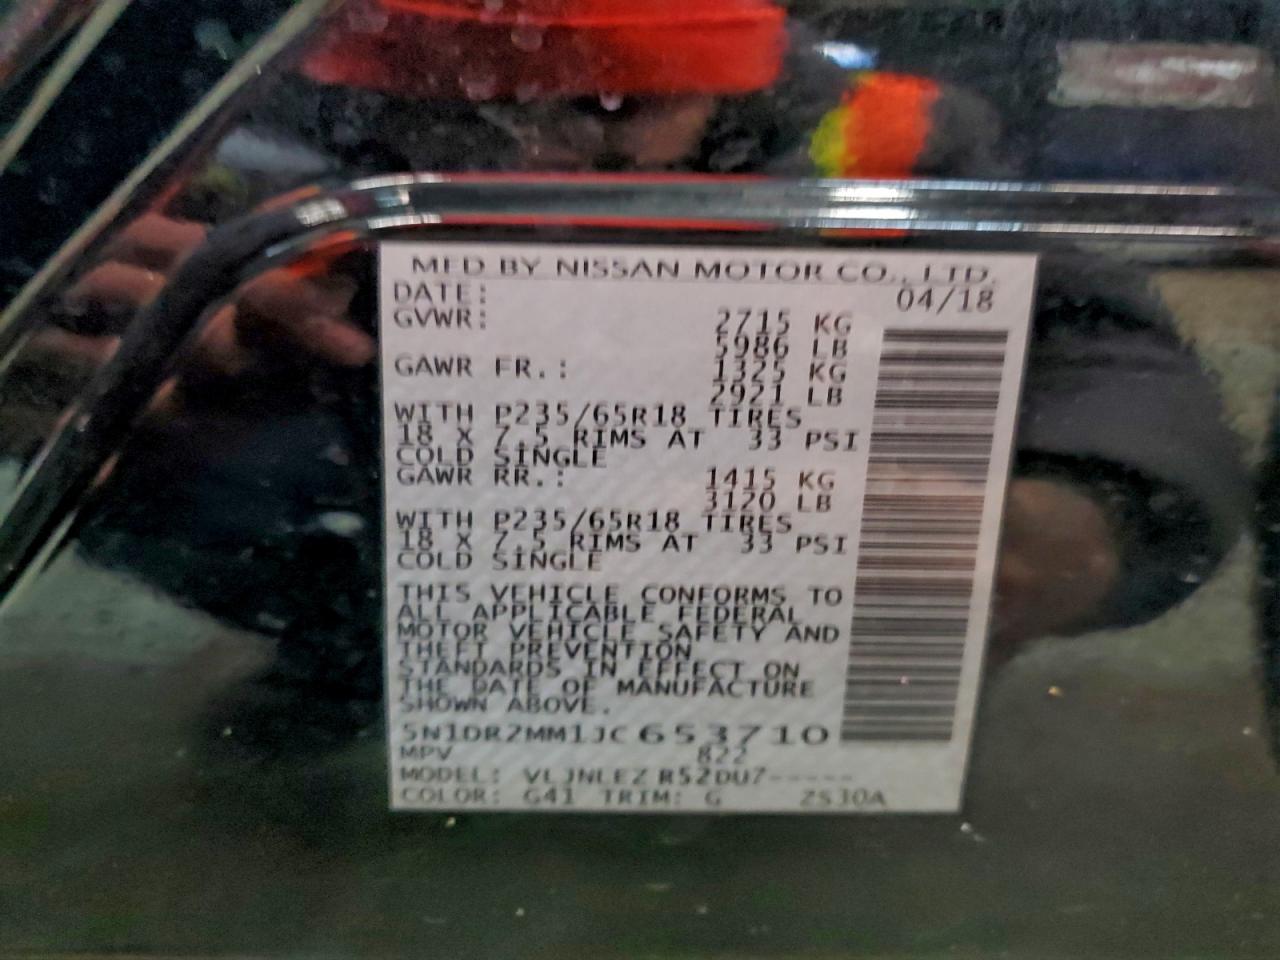 MFD BY NISSAN MOTOR CO., LTD.
DATE: 04/18
GVWR: 2715 KG
5986 LB
GAWR FR.: 1325 KG
2921 LB
WITH P235/65R18 TIRES
18 X 7.5 RIMS AT 33 PSI
COLD SINGLE
GAWR RR.: 1415 KG
3120 LB
WITH P235/65R18 TIRES
18 X 7.5 RIMS AT 33 PSI
COLD SINGLE
THIS VEHICLE CONFORMS TO
ALL APPLICABLE FEDERAL
MOTOR VEHICLE SAFETY AND
THEFT PREVENTION
STANDARDS IN EFFECT ON
THE DATE OF MANUFACTURE
SHOWN ABOVE.
5N1DR2MM1JC653710
MPV 822
MODEL: VLJNLEZ R52DU7-----
COLOR: G41 TRIM: G ZS30A